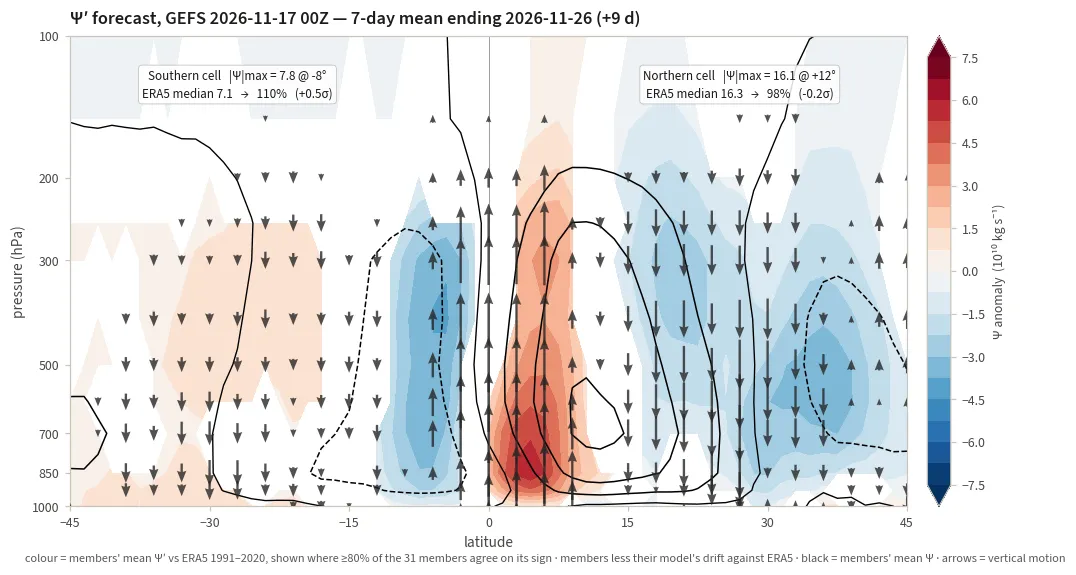 Ψ′ forecast, GEFS 2026-11-17 00Z — 7-day mean ending 2026-11-26 (+9 d)
Southern cell |Ψ|max = 7.8 @ -8°
ERA5 median 7.1 → 110% (+0.5σ)
Northern cell |Ψ|max = 16.1 @ +12°
ERA5 median 16.3 → 98% (-0.2σ)
pressure (hPa)
100
200
300
400
500
700
850
1000
−45
−30
−15
0
15
30
45
latitude
7.5
6.0
4.5
3.0
1.5
0.0
−1.5
−3.0
−4.5
−6.0
−7.5
Ψ anomaly (10¹⁰ kg s⁻¹)
colour = members' mean Ψ′ vs ERA5 1991–2020, shown where ≥80% of the 31 members agree on its sign · members less their model's drift against ERA5 · black = members' mean Ψ · arrows = vertical motion